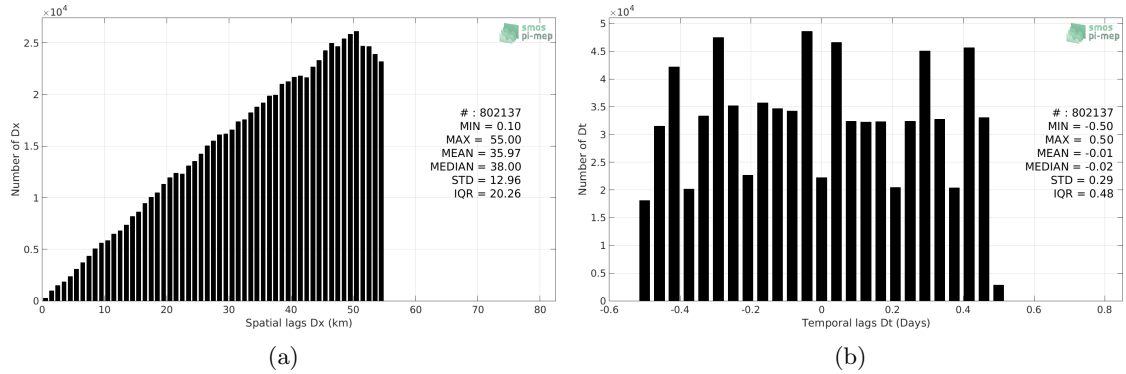 ×10⁴
smos
pi-mep
2.5
2
1.5
1
0.5
0
Number of Dx
# : 802137
MIN = 0.10
MAX = 55.00
MEAN = 35.97
MEDIAN = 38.00
STD = 12.96
IQR = 20.26
0 10 20 30 40 50 60 70 80
Spatial lags Dx (km)
(a)
×10⁴
smos
pi-mep
5
4.5
4
3.5
3
2.5
2
1.5
1
0.5
0
Number of Dt
# : 802137
MIN = -0.50
MAX = 0.50
MEAN = -0.01
MEDIAN = -0.02
STD = 0.29
IQR = 0.48
-0.6 -0.4 -0.2 0 0.2 0.4 0.6 0.8
Temporal lags Dt (Days)
(b)